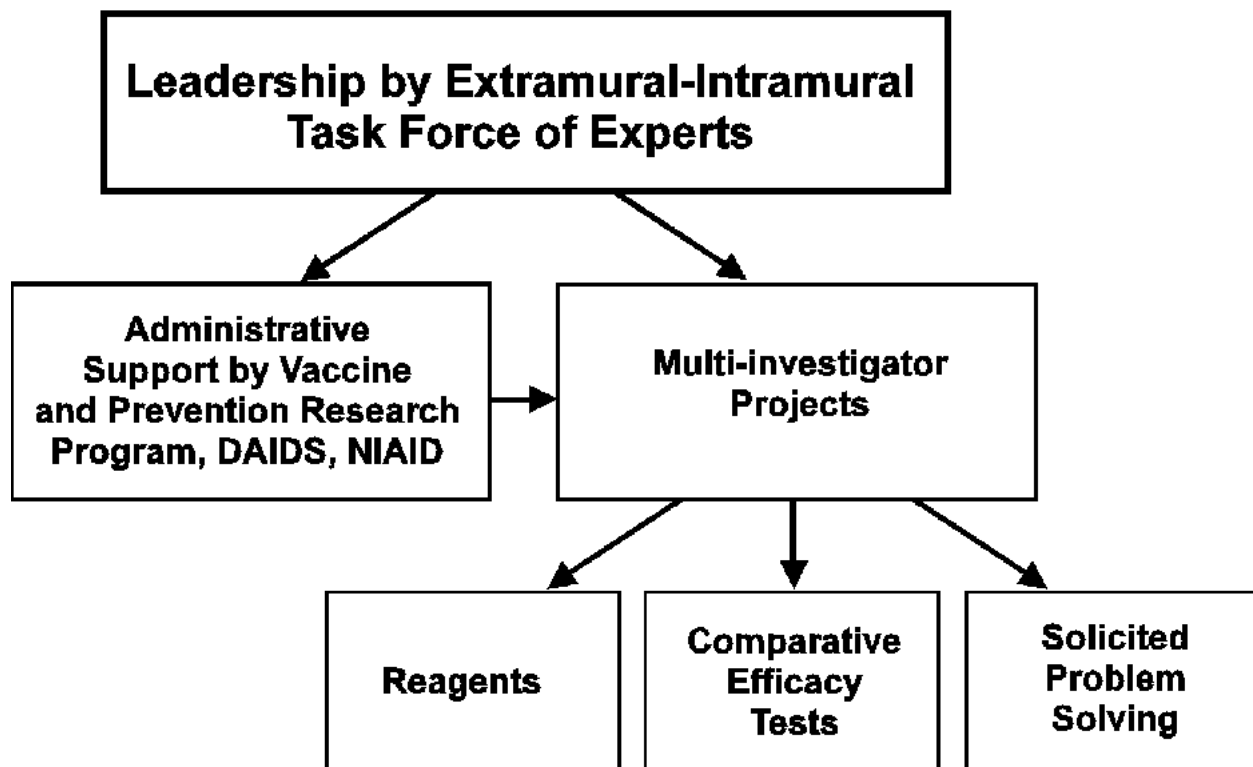 Leadership by Extramural-Intramural
Task Force of Experts
Administrative
Support by Vaccine
and Prevention Research
Program, DAIDS, NIAID
Multi-investigator
Projects
Reagents
Comparative
Efficacy
Tests
Solicited
Problem
Solving